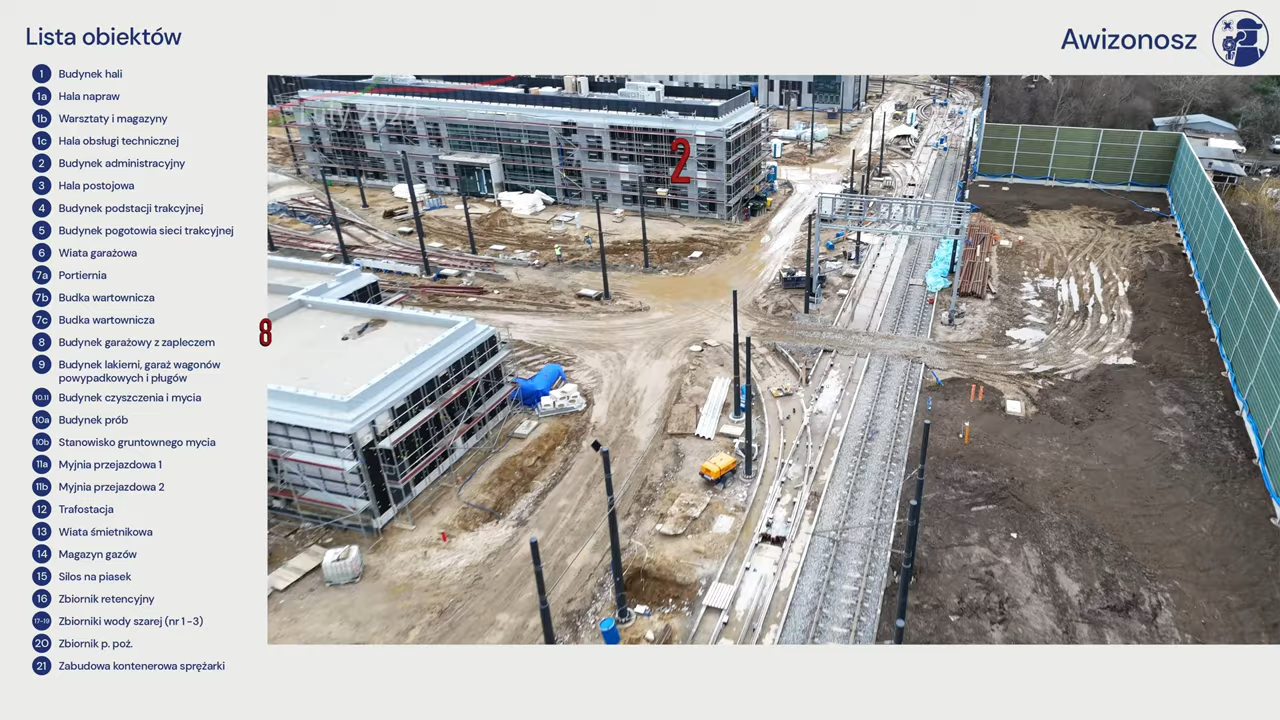 Lista obiektów
Awizonosz
1 Budynek hali
1a Hala napraw
1b Warsztaty i magazyny
1c Hala obsługi technicznej
2 Budynek administracyjny
3 Hala postojowa
4 Budynek podstacji trakcyjnej
5 Budynek pogotowia sieci trakcyjnej
6 Wiata garażowa
7a Portiernia
7b Budka wartownicza
7c Budka wartownicza
8 Budynek garażowy z zapleczem
9 Budynek lakierni, garaż wagonów
powypadkowych i pługów
10.11 Budynek czyszczenia i mycia
10a Budynek prób
10b Stanowisko gruntownego mycia
11a Myjnia przejazdowa 1
11b Myjnia przejazdowa 2
12 Trafostacja
13 Wiata śmietnikowa
14 Magazyn gazów
15 Silos na piasek
16 Zbiornik retencyjny
17-19 Zbiorniki wody szarej (nr 1 -3)
20 Zbiornik p. poż.
21 Zabudowa kontenerowa sprężarki
2
8